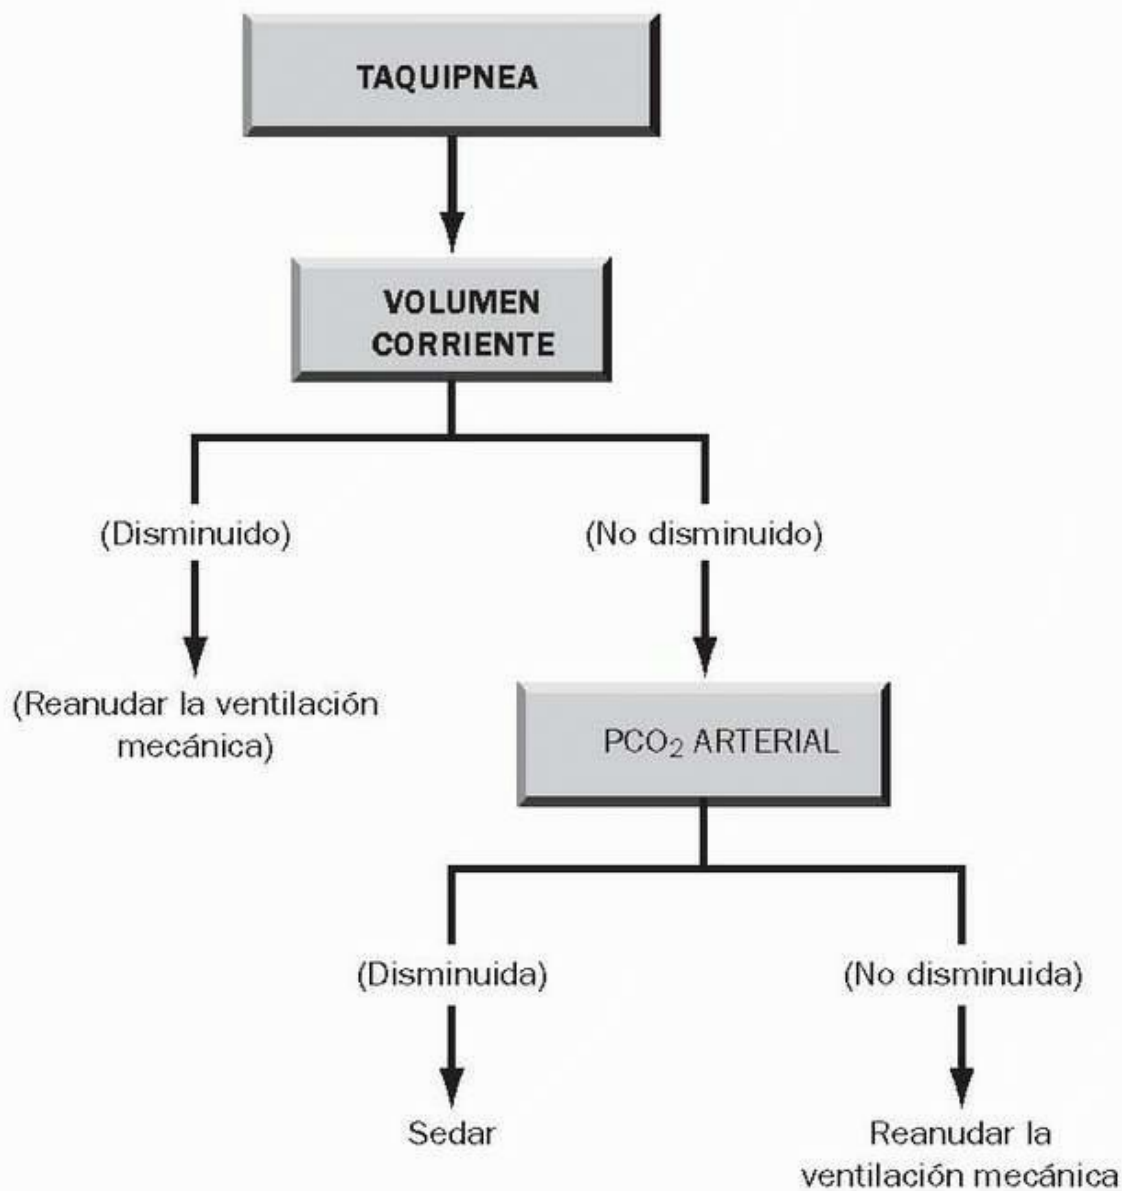 TAQUIPNEA
VOLUMEN
CORRIENTE
(Disminuido)
(No disminuido)
(Reanudar la ventilación
mecánica)
PCO₂ ARTERIAL
(Disminuida)
(No disminuida)
Sedar
Reanudar la
ventilación mecánica